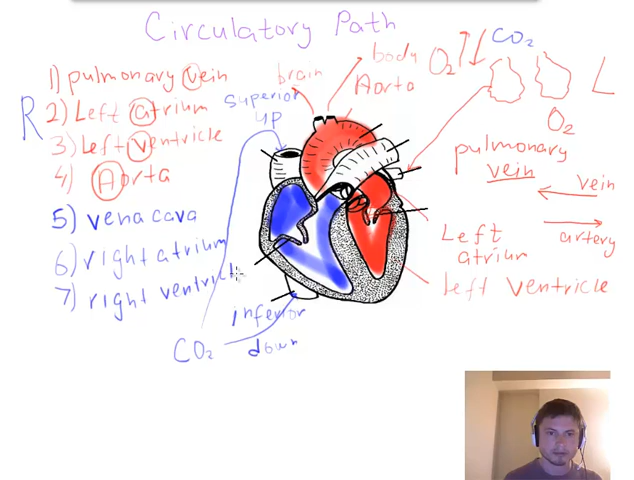 Circulatory Path
1) pulmonary vein
2) Left atrium
3) Left ventricle
4) Aorta
5) vena cava
6) right atrium
7) right ventricle
R
Superior
up
brain
body
Aorta
O2
CO2
L
O2
pulmonary
vein
vein
artery
Left
atrium
Left ventricle
inferior
down
CO2